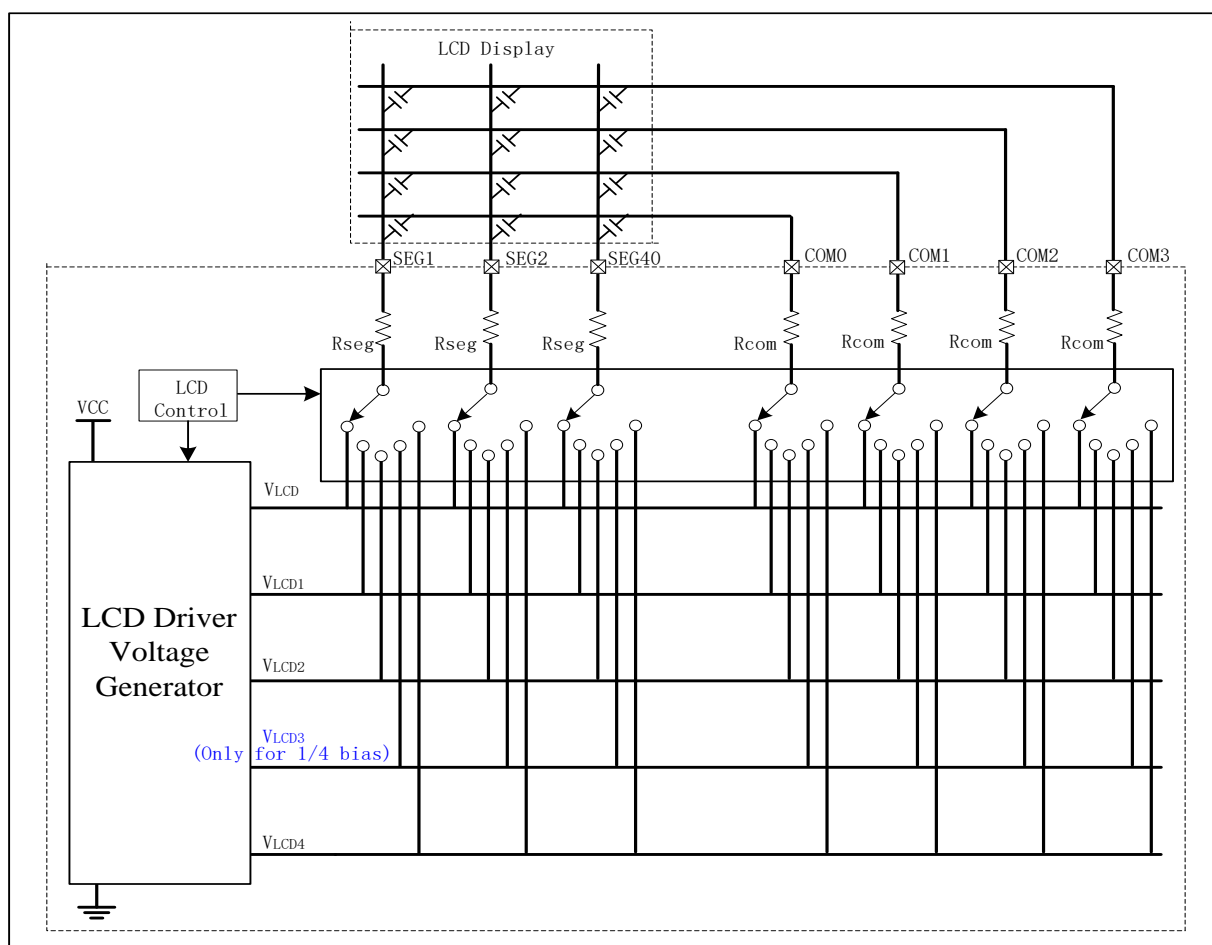 LCD Display
SEG1
SEG2
SEG40
COM0
COM1
COM2
COM3
Rseg
Rseg
Rseg
Rcom
Rcom
Rcom
Rcom
LCD
Control
VCC
VLCD
VLCD1
LCD Driver
Voltage
Generator
VLCD2
VLCD3
(Only for 1/4 bias)
VLCD4